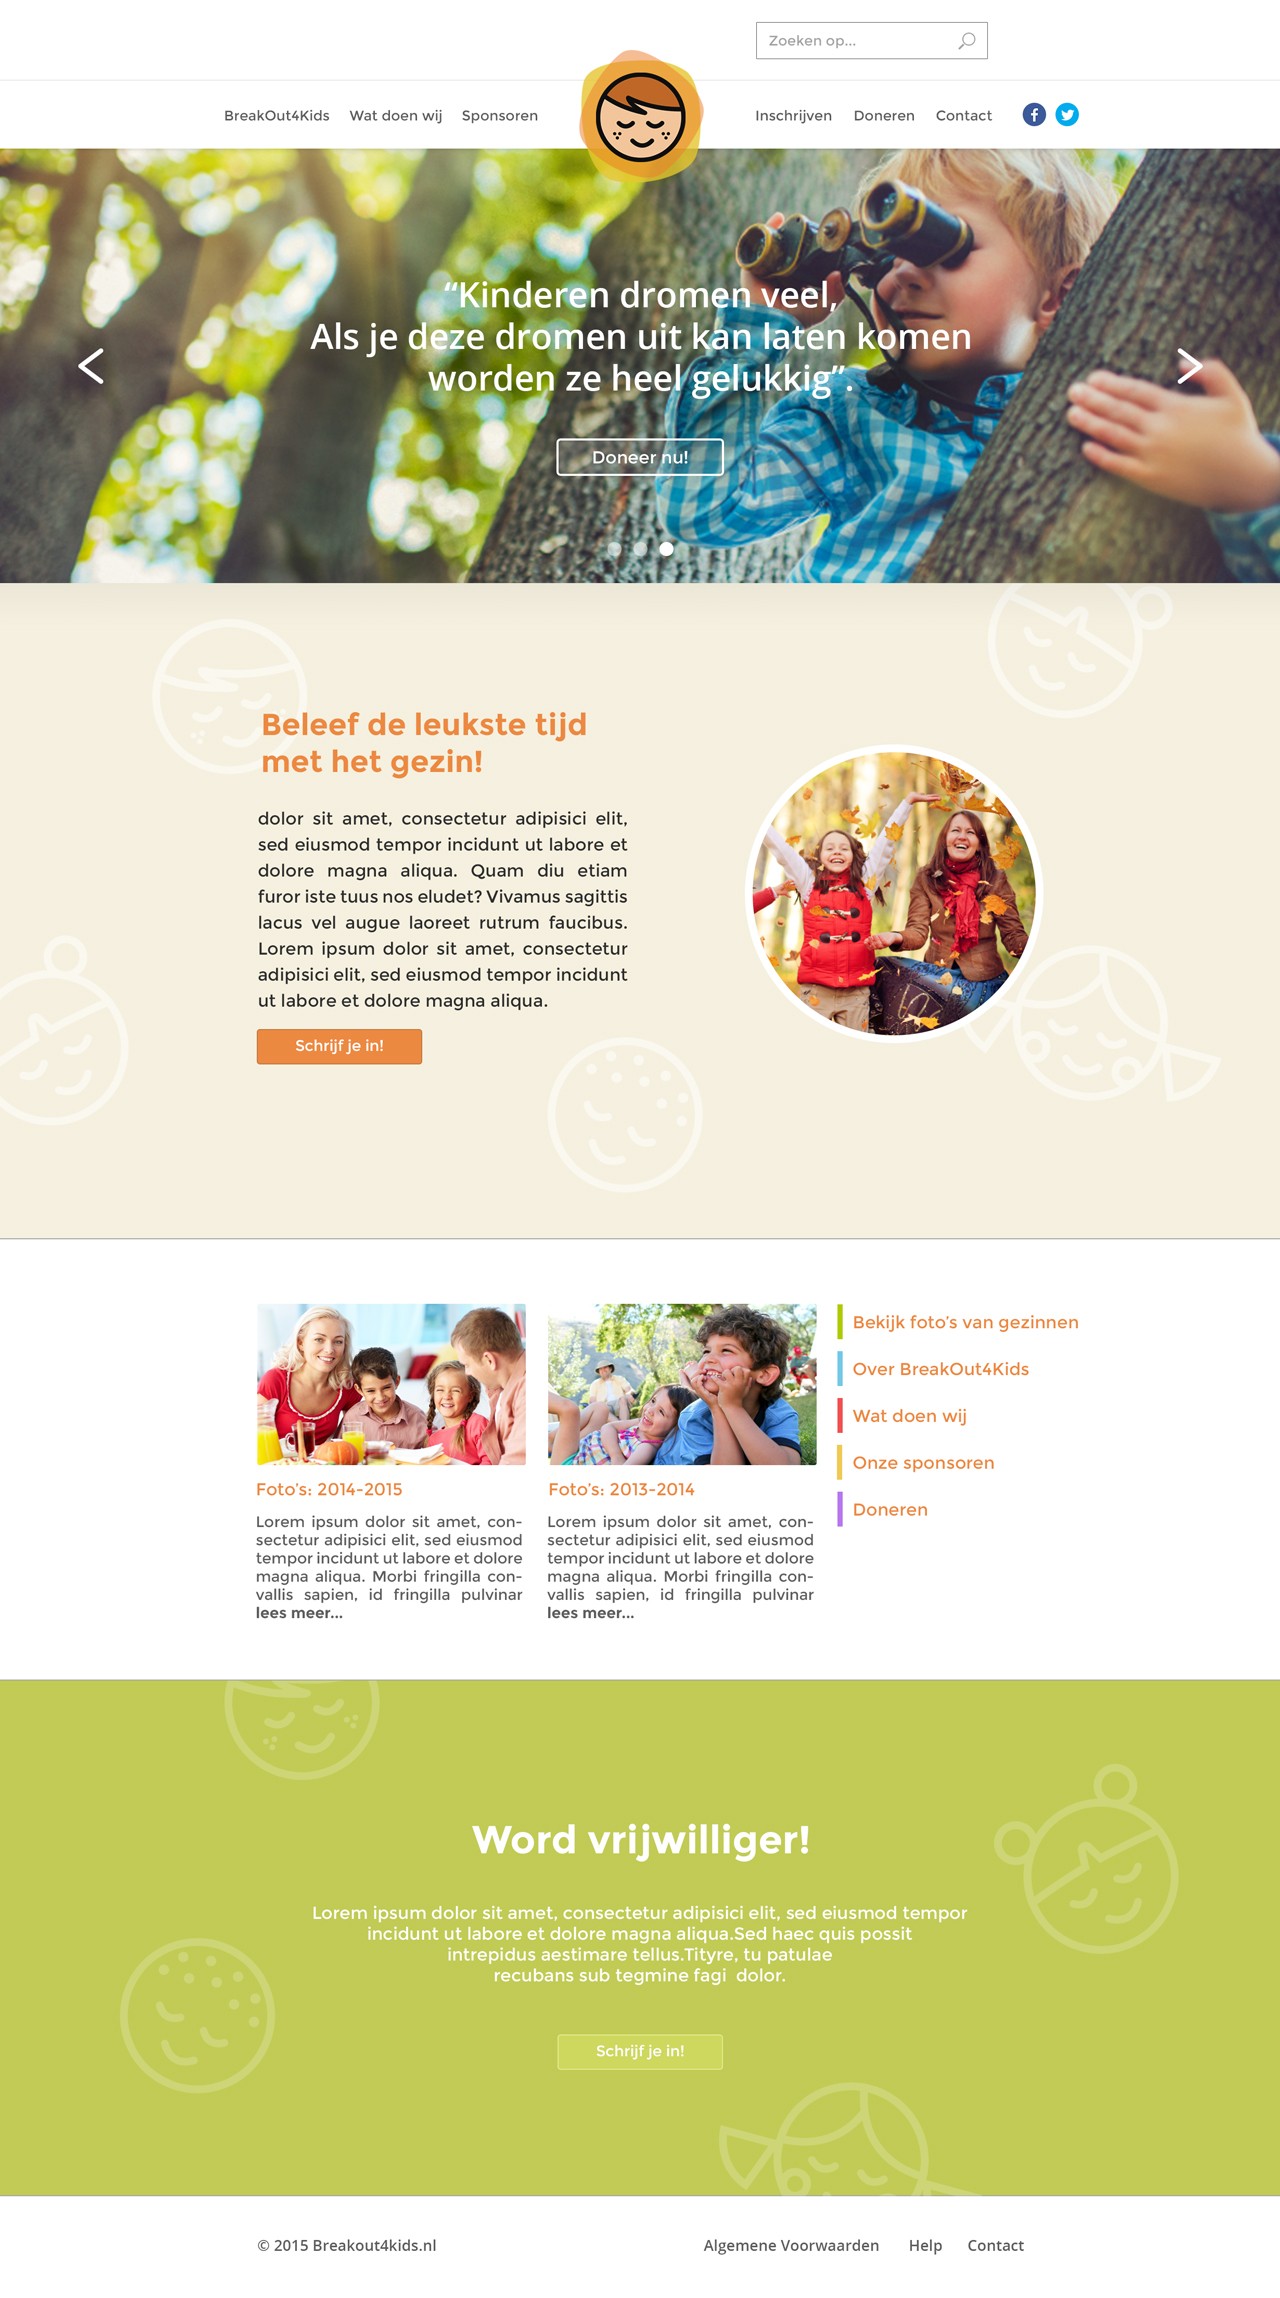 Zoeken op...
BreakOut4Kids Wat doen wij Sponsoren Inschrijven Doneren Contact
“Kinderen dromen veel,
Als je deze dromen uit kan laten komen
worden ze heel gelukkig”.
Doneer nu!
Beleef de leukste tijd
met het gezin!
dolor sit amet, consectetur adipisici elit,
sed eiusmod tempor incidunt ut labore et
dolore magna aliqua. Quam diu etiam
furor iste tuus nos eludet? Vivamus sagittis
lacus vel augue laoreet rutrum faucibus.
Lorem ipsum dolor sit amet, consectetur
adipisici elit, sed eiusmod tempor incidunt
ut labore et dolore magna aliqua.
Schrijf je in!
Foto's: 2014-2015
Lorem ipsum dolor sit amet, con-
sectetur adipisici elit, sed eiusmod
tempor incidunt ut labore et dolore
magna aliqua. Morbi fringilla con-
vallis sapien, id fringilla pulvinar
lees meer...
Foto's: 2013-2014
Lorem ipsum dolor sit amet, con-
sectetur adipisici elit, sed eiusmod
tempor incidunt ut labore et dolore
magna aliqua. Morbi fringilla con-
vallis sapien, id fringilla pulvinar
lees meer...
Bekijk foto's van gezinnen
Over BreakOut4Kids
Wat doen wij
Onze sponsoren
Doneren
Word vrijwilliger!
Lorem ipsum dolor sit amet, consectetur adipisici elit, sed eiusmod tempor
incidunt ut labore et dolore magna aliqua.Sed haec quis possit
intrepidus aestimare tellus.Tityre, tu patulae
recubans sub tegmine fagi dolor.
Schrijf je in!
© 2015 Breakout4kids.nl Algemene Voorwaarden Help Contact